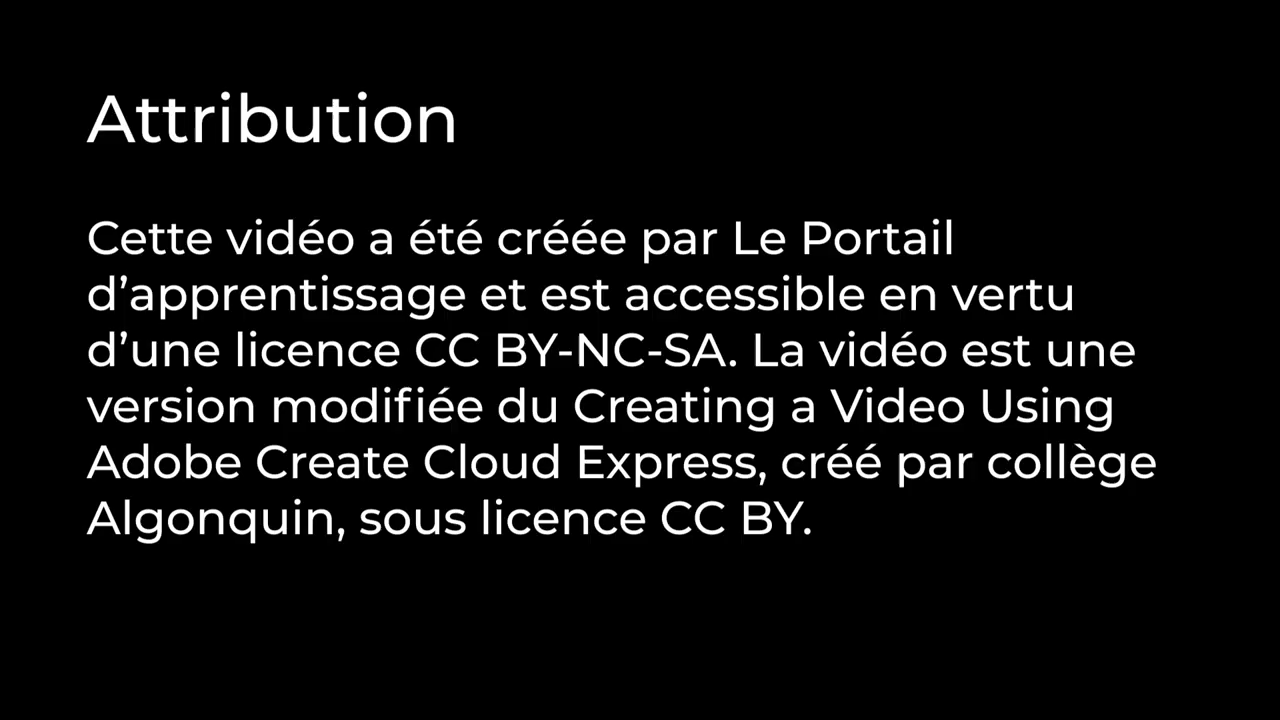 Attribution
Cette vidéo a été créée par Le Portail
d’apprentissage et est accessible en vertu
d’une licence CC BY-NC-SA. La vidéo est une
version modifiée du Creating a Video Using
Adobe Create Cloud Express, créé par collège
Algonquin, sous licence CC BY.